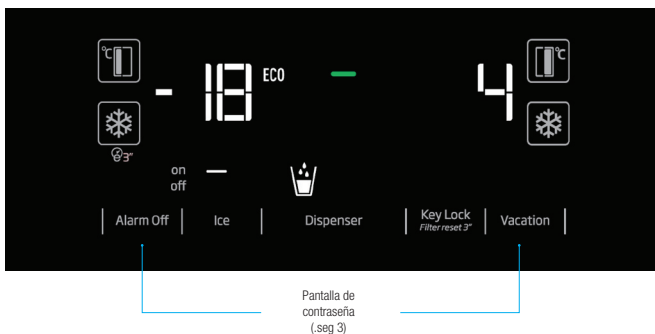 °C
°C
-18 ECO
4
3"
on
off
Alarm Off
Ice
Dispenser
Key Lock
Filter reset 3"
Vacation
Pantalla de
contraseña
(.seg 3)